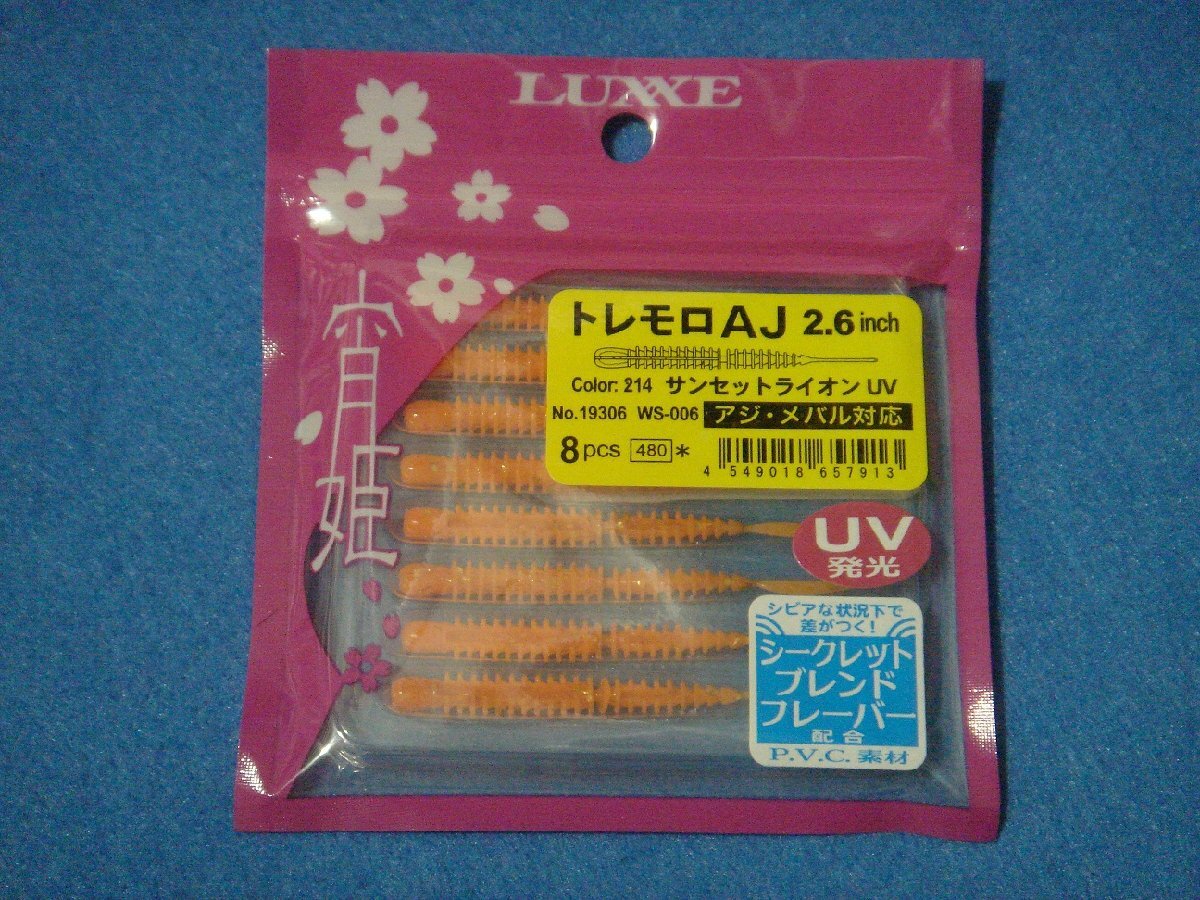 LUXXE
宵姫
トレモロAJ 2.6 inch
Color: 214 サンセットライオン UV
No.19306 WS-006 アジ・メバル対応
8pcs 480*
4 549018 657913
UV
発光
シビアな状況下で
差がつく!
シークレット
ブレンド
フレーバー
配合
P.V.C. 素材